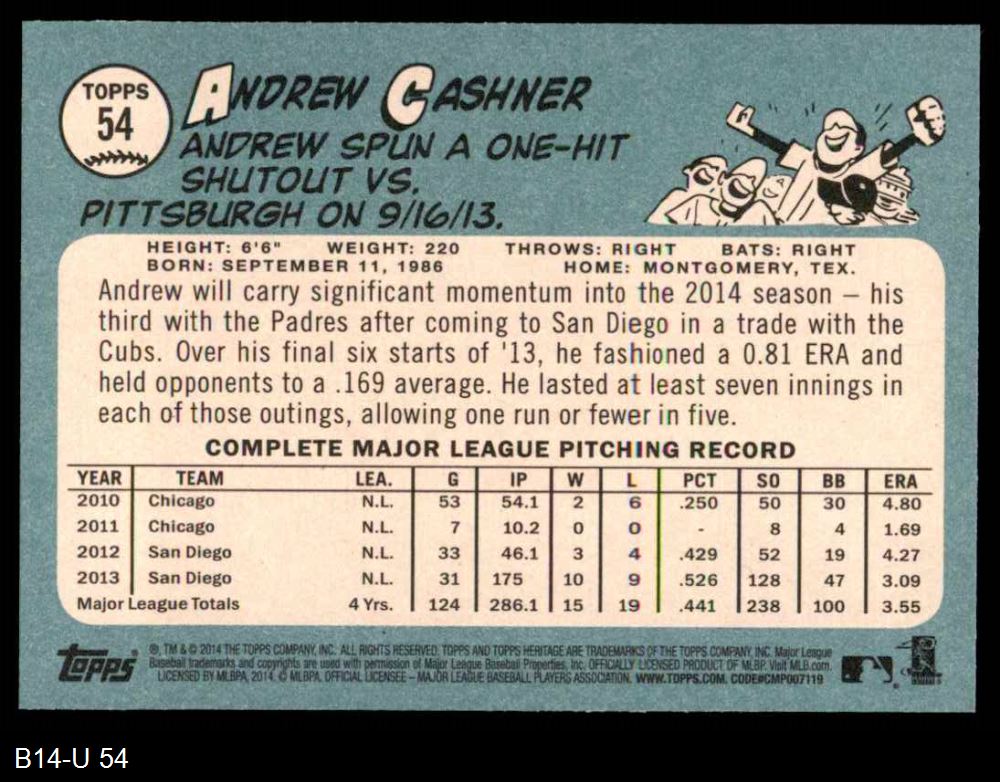 TOPPS
54
ANDREW CASHNER
ANDREW SPUN A ONE-HIT
SHUTOUT VS.
PITTSBURGH ON 9/16/13.
HEIGHT: 6'6" WEIGHT: 220 THROWS: RIGHT BATS: RIGHT
BORN: SEPTEMBER 11, 1986 HOME: MONTGOMERY, TEX.
Andrew will carry significant momentum into the 2014 season – his
third with the Padres after coming to San Diego in a trade with the
Cubs. Over his final six starts of '13, he fashioned a 0.81 ERA and
held opponents to a .169 average. He lasted at least seven innings in
each of those outings, allowing one run or fewer in five.
COMPLETE MAJOR LEAGUE PITCHING RECORD
YEAR TEAM LEA. G IP W L PCT SO BB ERA
2010 Chicago N.L. 53 54.1 2 6 .250 50 30 4.80
2011 Chicago N.L. 7 10.2 0 0 - 8 4 1.69
2012 San Diego N.L. 33 46.1 3 4 .429 52 19 4.27
2013 San Diego N.L. 31 175 10 9 .526 128 47 3.09
Major League Totals 4 Yrs. 124 286.1 15 19 .441 238 100 3.55
topps
®, TM & © 2014 THE TOPPS COMPANY, INC. ALL RIGHTS RESERVED. TOPPS AND TOPPS HERITAGE ARE TRADEMARKS OF THE TOPPS COMPANY, INC. Major League
Baseball trademarks and copyrights are used with permission of Major League Baseball Properties, Inc. OFFICIALLY LICENSED PRODUCT OF MLBP. Visit MLB.com.
LICENSED BY MLBPA, 2014. © MLBPA. OFFICIAL LICENSEE – MAJOR LEAGUE BASEBALL PLAYERS ASSOCIATION. WWW.TOPPS.COM. CODE#CMP007119
B14-U 54